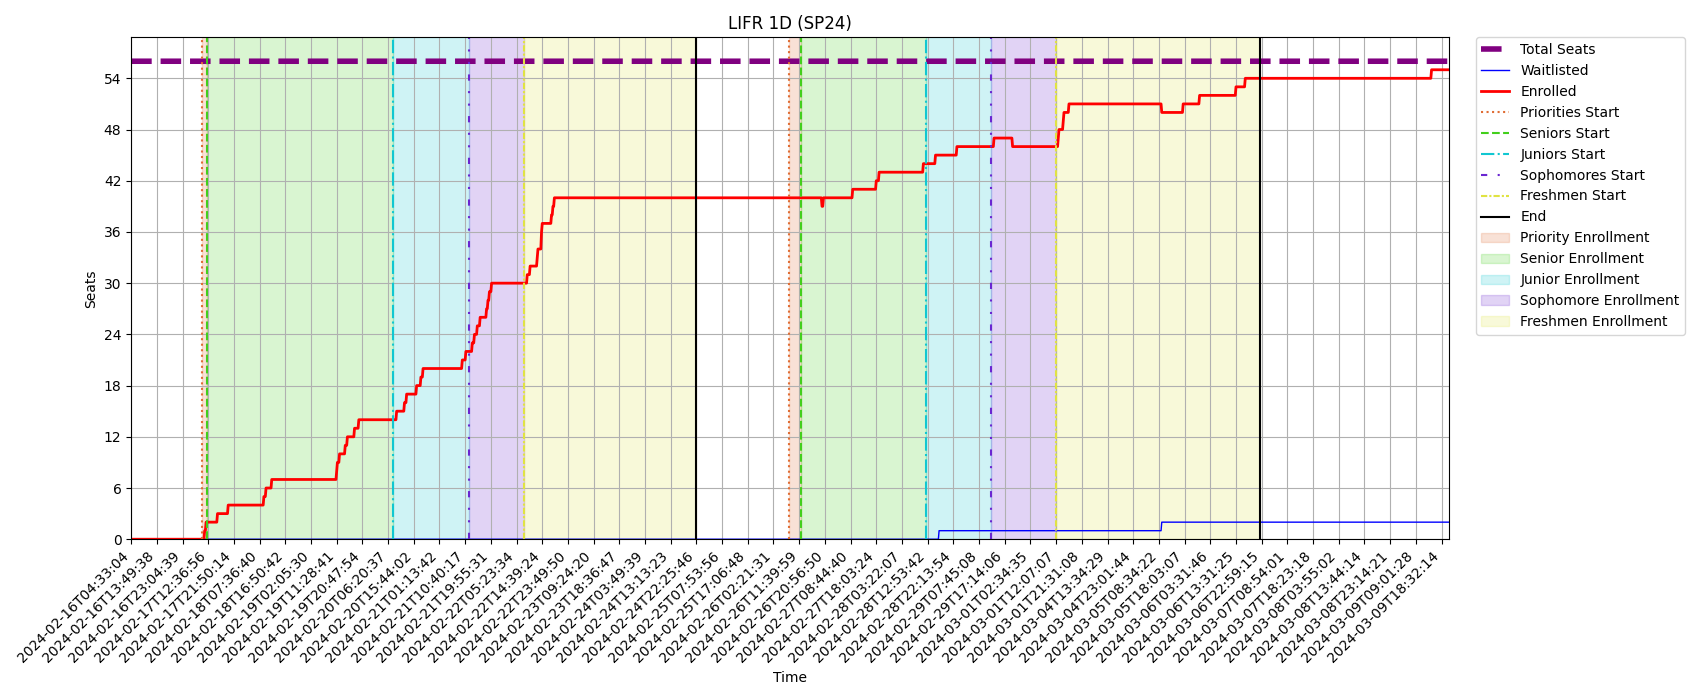 LIFR 1D (SP24)
Total Seats
Waitlisted
Enrolled
Priorities Start
Seniors Start
Juniors Start
Sophomores Start
Freshmen Start
End
Priority Enrollment
Senior Enrollment
Junior Enrollment
Sophomore Enrollment
Freshmen Enrollment
Seats
54
48
42
36
30
24
18
12
6
0
2024-02-16T04:33:04
2024-02-16T13:49:38
2024-02-16T23:04:39
2024-02-17T12:36:56
2024-02-17T21:50:14
2024-02-18T07:36:40
2024-02-18T16:50:42
2024-02-19T02:05:30
2024-02-19T11:28:41
2024-02-19T20:47:54
2024-02-20T06:20:37
2024-02-20T15:44:02
2024-02-21T01:13:42
2024-02-21T10:40:17
2024-02-21T19:55:31
2024-02-22T05:23:34
2024-02-22T14:39:24
2024-02-22T23:49:50
2024-02-23T09:24:20
2024-02-23T18:36:47
2024-02-24T03:49:39
2024-02-24T13:13:23
2024-02-24T22:25:46
2024-02-25T07:53:56
2024-02-25T17:06:48
2024-02-26T02:21:31
2024-02-26T11:39:59
2024-02-26T20:56:50
2024-02-27T08:44:40
2024-02-27T18:03:24
2024-02-28T03:22:07
2024-02-28T12:53:42
2024-02-28T22:13:54
2024-02-29T07:45:08
2024-02-29T17:14:06
2024-03-01T02:34:35
2024-03-01T12:07:07
2024-03-01T21:31:08
2024-03-04T13:34:29
2024-03-04T23:01:44
2024-03-05T08:34:22
2024-03-05T18:03:07
2024-03-06T03:31:46
2024-03-06T13:31:25
2024-03-06T22:59:15
2024-03-07T08:54:01
2024-03-07T18:23:18
2024-03-08T03:55:02
2024-03-08T13:44:14
2024-03-08T23:14:21
2024-03-09T09:01:28
2024-03-09T18:32:14
Time